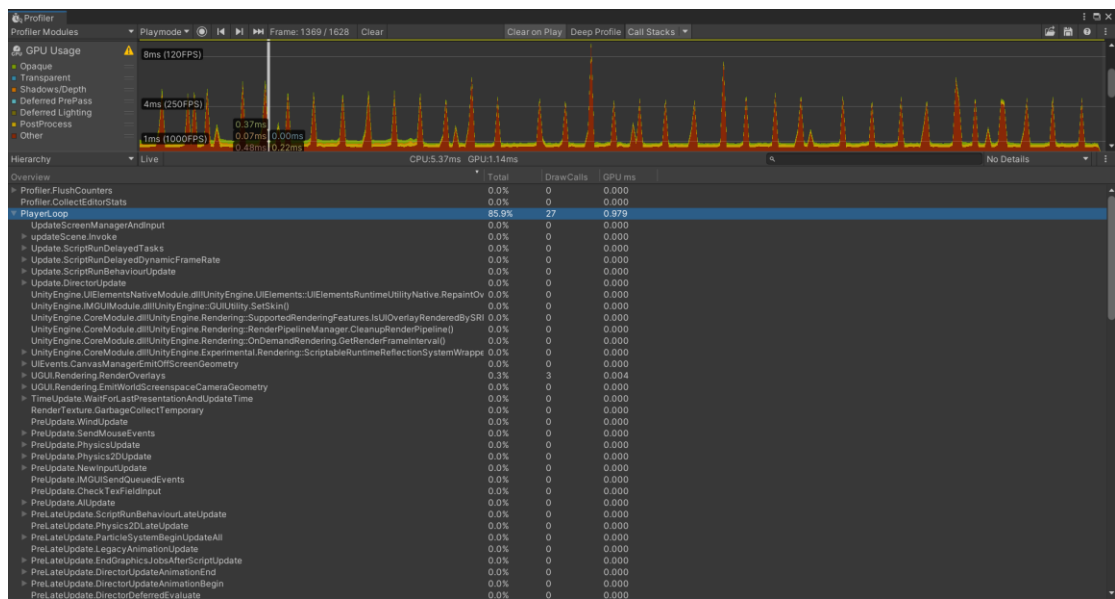 Profiler
Profiler Modules Playmode Frame: 1369 / 1628 Clear Clear on Play Deep Profile Call Stacks
GPU Usage
Opaque
Transparent
Shadows/Depth
Deferred PrePass
Deferred Lighting
PostProcess
Other
8ms (120FPS)
4ms (250FPS)
1ms (1000FPS)
0.37ms
0.07ms 0.00ms
0.48ms 0.22ms
Hierarchy Live CPU:5.37ms GPU:1.14ms No Details
Overview Total DrawCalls GPU ms
Profiler.FlushCounters 0.0% 0 0.000
Profiler.CollectEditorStats 0.0% 0 0.000
PlayerLoop 85.9% 27 0.979
UpdateScreenManagerAndInput 0.0% 0 0.000
updateScene.Invoke 0.0% 0 0.000
Update.ScriptRunDelayedTasks 0.0% 0 0.000
Update.ScriptRunDelayedDynamicFrameRate 0.0% 0 0.000
Update.ScriptRunBehaviourUpdate 0.0% 0 0.000
Update.DirectorUpdate 0.0% 0 0.000
UnityEngine.UIElementsNativeModule.dll!UnityEngine.UIElements::UIElementsRuntimeUtilityNative.RepaintOv 0.0% 0 0.000
UnityEngine.IMGUIModule.dll!UnityEngine::GUIUtility.SetSkin() 0.0% 0 0.000
UnityEngine.CoreModule.dll!UnityEngine.Rendering::SupportedRenderingFeatures.IsUIOverlayRenderedBySRI 0.0% 0 0.000
UnityEngine.CoreModule.dll!UnityEngine.Rendering::RenderPipelineManager.CleanupRenderPipeline() 0.0% 0 0.000
UnityEngine.CoreModule.dll!UnityEngine.Rendering::OnDemandRendering.GetRenderFrameInterval() 0.0% 0 0.000
UnityEngine.CoreModule.dll!UnityEngine.Experimental.Rendering::ScriptableRuntimeReflectionSystemWrappe 0.0% 0 0.000
UIEvents.CanvasManagerEmitOffScreenGeometry 0.0% 0 0.000
UGUI.Rendering.RenderOverlays 0.3% 3 0.004
UGUI.Rendering.EmitWorldScreenspaceCameraGeometry 0.0% 0 0.000
TimeUpdate.WaitForLastPresentationAndUpdateTime 0.0% 0 0.000
RenderTexture.GarbageCollectTemporary 0.0% 0 0.000
PreUpdate.WindUpdate 0.0% 0 0.000
PreUpdate.SendMouseEvents 0.0% 0 0.000
PreUpdate.PhysicsUpdate 0.0% 0 0.000
PreUpdate.Physics2DUpdate 0.0% 0 0.000
PreUpdate.NewInputUpdate 0.0% 0 0.000
PreUpdate.IMGUISendQueuedEvents 0.0% 0 0.000
PreUpdate.CheckTexFieldInput 0.0% 0 0.000
PreUpdate.AIUpdate 0.0% 0 0.000
PreLateUpdate.ScriptRunBehaviourLateUpdate 0.0% 0 0.000
PreLateUpdate.Physics2DLateUpdate 0.0% 0 0.000
PreLateUpdate.ParticleSystemBeginUpdateAll 0.0% 0 0.000
PreLateUpdate.LegacyAnimationUpdate 0.0% 0 0.000
PreLateUpdate.EndGraphicsJobsAfterScriptUpdate 0.0% 0 0.000
PreLateUpdate.DirectorUpdateAnimationEnd 0.0% 0 0.000
PreLateUpdate.DirectorUpdateAnimationBegin 0.0% 0 0.000
PreLateUpdate.DirectorDeferredEvaluate 0.0% 0 0.000